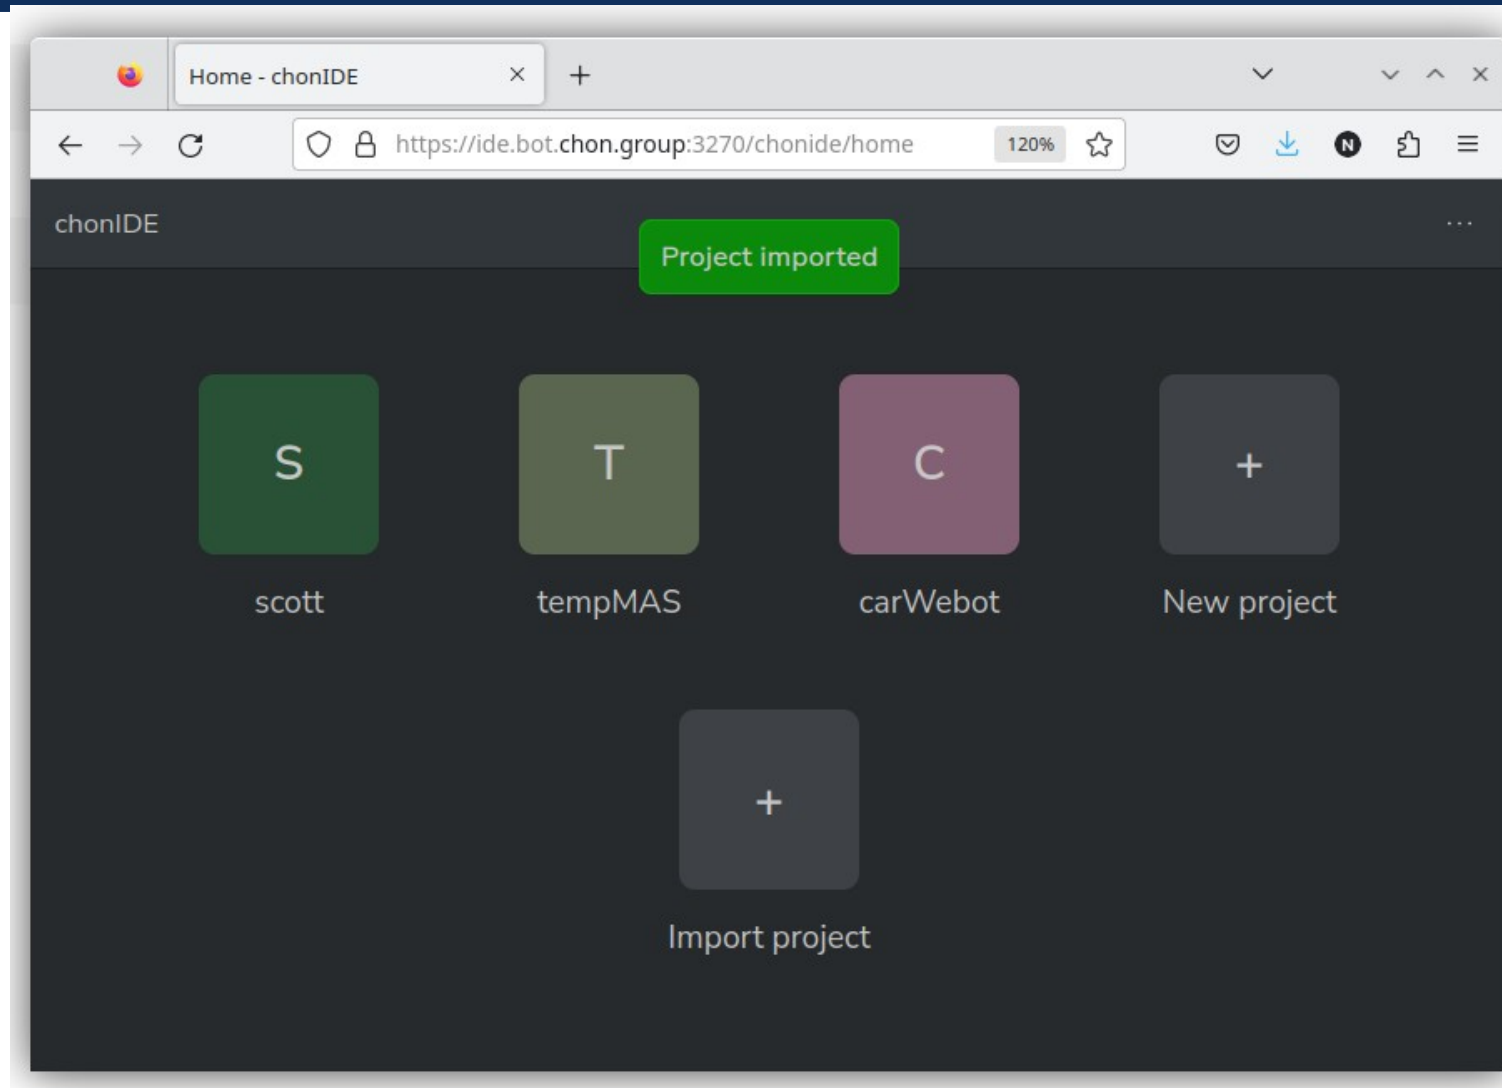 Home - chonIDE
https://ide.bot.chon.group:3270/chonide/home 120% N
chonIDE
Project imported
S T C +
scott tempMAS carWebot New project
+
Import project